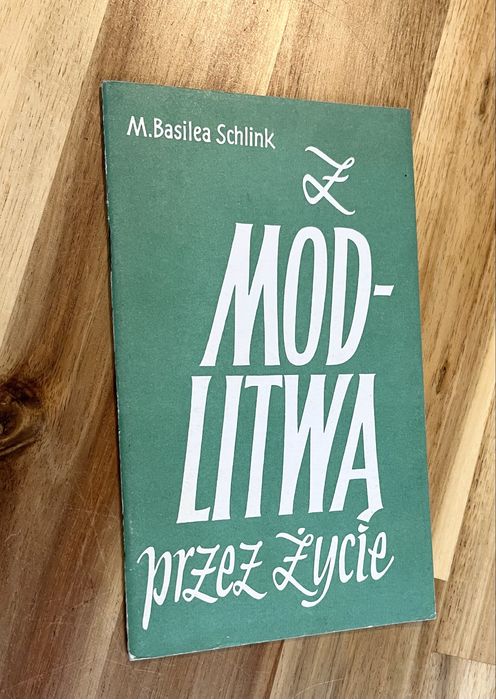 M.Basilea Schlink
Z
MOD-
LITWĄ
przez życie